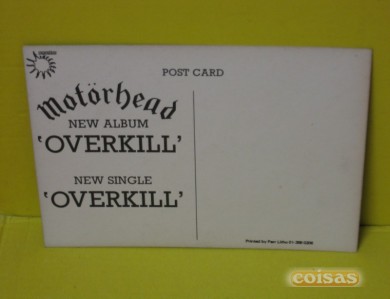 POST CARD
Motörhead
NEW ALBUM
'OVERKILL'
NEW SINGLE
'OVERKILL'
coisas